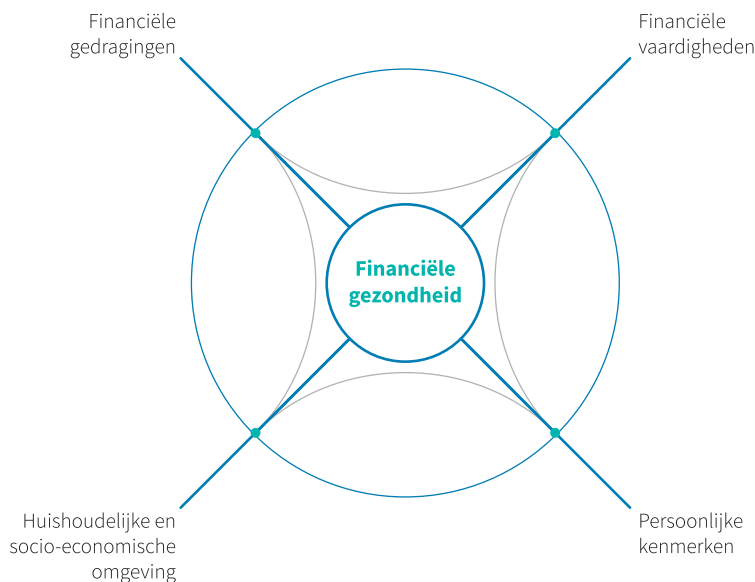 Financiële
gedragingen
Financiële
vaardigheden
Financiële
gezondheid
Huishoudelijke en
socio-economische
omgeving
Persoonlijke
kenmerken